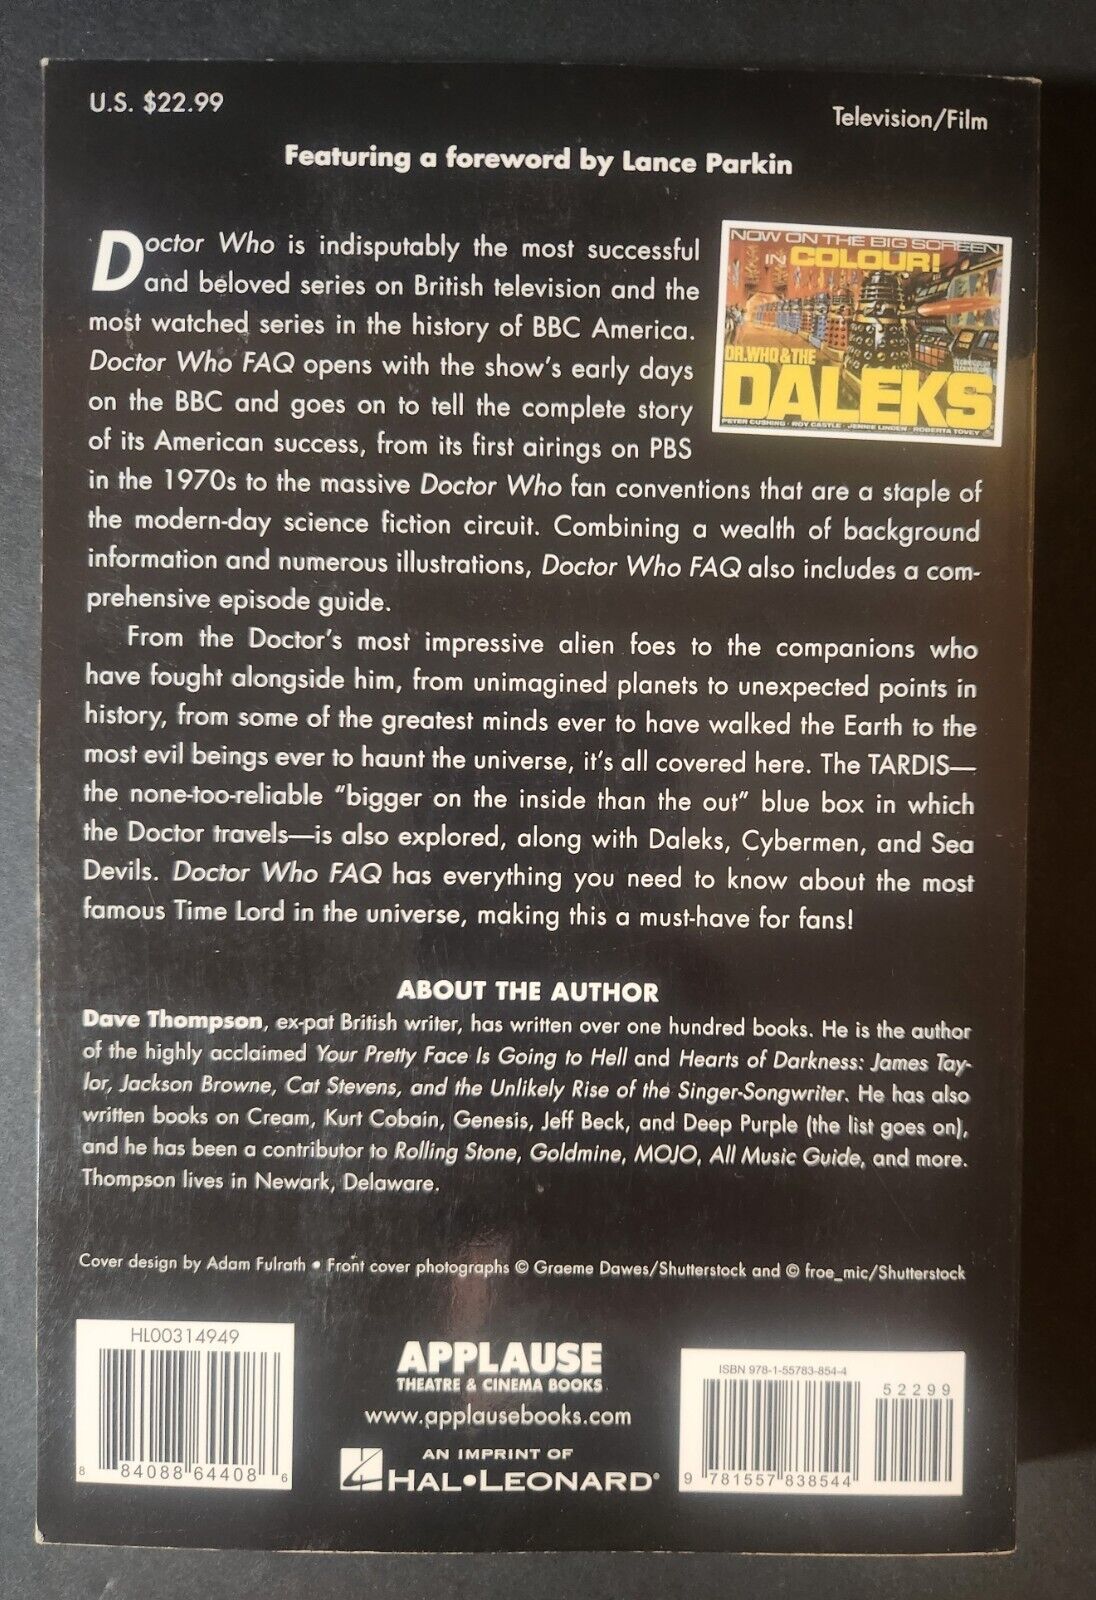 U.S. $22.99
Television/Film
Featuring a foreword by Lance Parkin
Doctor Who is indisputably the most successful
and beloved series on British television and the
most watched series in the history of BBC America.
Doctor Who FAQ opens with the show's early days
on the BBC and goes on to tell the complete story
of its American success, from its first airings on PBS
in the 1970s to the massive Doctor Who fan conventions that are a staple of
the modern-day science fiction circuit. Combining a wealth of background
information and numerous illustrations, Doctor Who FAQ also includes a com-
prehensive episode guide.
NOW ON THE BIG SCREEN
IN COLOUR!
DR. WHO & THE
DALEKS
TECHNICOLOR
PETER CUSHING · ROY CASTLE · JENNIE LINDEN · ROBERTA TOVEY
From the Doctor's most impressive alien foes to the companions who
have fought alongside him, from unimagined planets to unexpected points in
history, from some of the greatest minds ever to have walked the Earth to the
most evil beings ever to haunt the universe, it's all covered here. The TARDIS—
the none-too-reliable "bigger on the inside than the out" blue box in which
the Doctor travels—is also explored, along with Daleks, Cybermen, and Sea
Devils. Doctor Who FAQ has everything you need to know about the most
famous Time Lord in the universe, making this a must-have for fans!
ABOUT THE AUTHOR
Dave Thompson, ex-pat British writer, has written over one hundred books. He is the author
of the highly acclaimed Your Pretty Face Is Going to Hell and Hearts of Darkness: James Tay-
lor, Jackson Browne, Cat Stevens, and the Unlikely Rise of the Singer-Songwriter. He has also
written books on Cream, Kurt Cobain, Genesis, Jeff Beck, and Deep Purple (the list goes on),
and he has been a contributor to Rolling Stone, Goldmine, MOJO, All Music Guide, and more.
Thompson lives in Newark, Delaware.
Cover design by Adam Fulrath • Front cover photographs © Graeme Dawes/Shutterstock and © froe_mic/Shutterstock
HL00314949
8 84088 64408 6
APPLAUSE
THEATRE & CINEMA BOOKS
www.applausebooks.com
AN IMPRINT OF
HAL•LEONARD®
ISBN 978-1-55783-854-4
52299
9 781557 838544